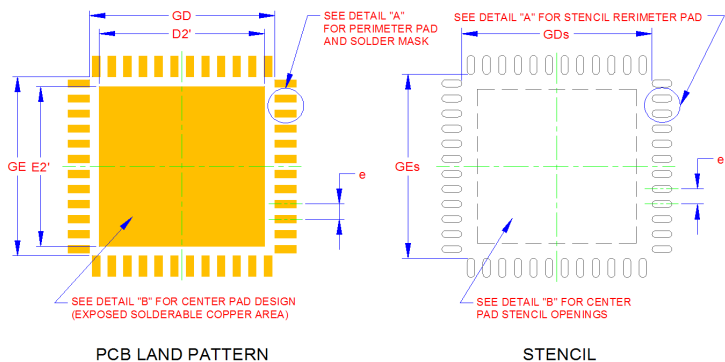 GD
D2'
SEE DETAIL "A"
FOR PERIMETER PAD
AND SOLDER MASK
GE E2'
e
SEE DETAIL "B" FOR CENTER PAD DESIGN
(EXPOSED SOLDERABLE COPPER AREA)
PCB LAND PATTERN
SEE DETAIL "A" FOR STENCIL RERIMETER PAD
GDs
GEs
e
SEE DETAIL "B" FOR CENTER
PAD STENCIL OPENINGS
STENCIL